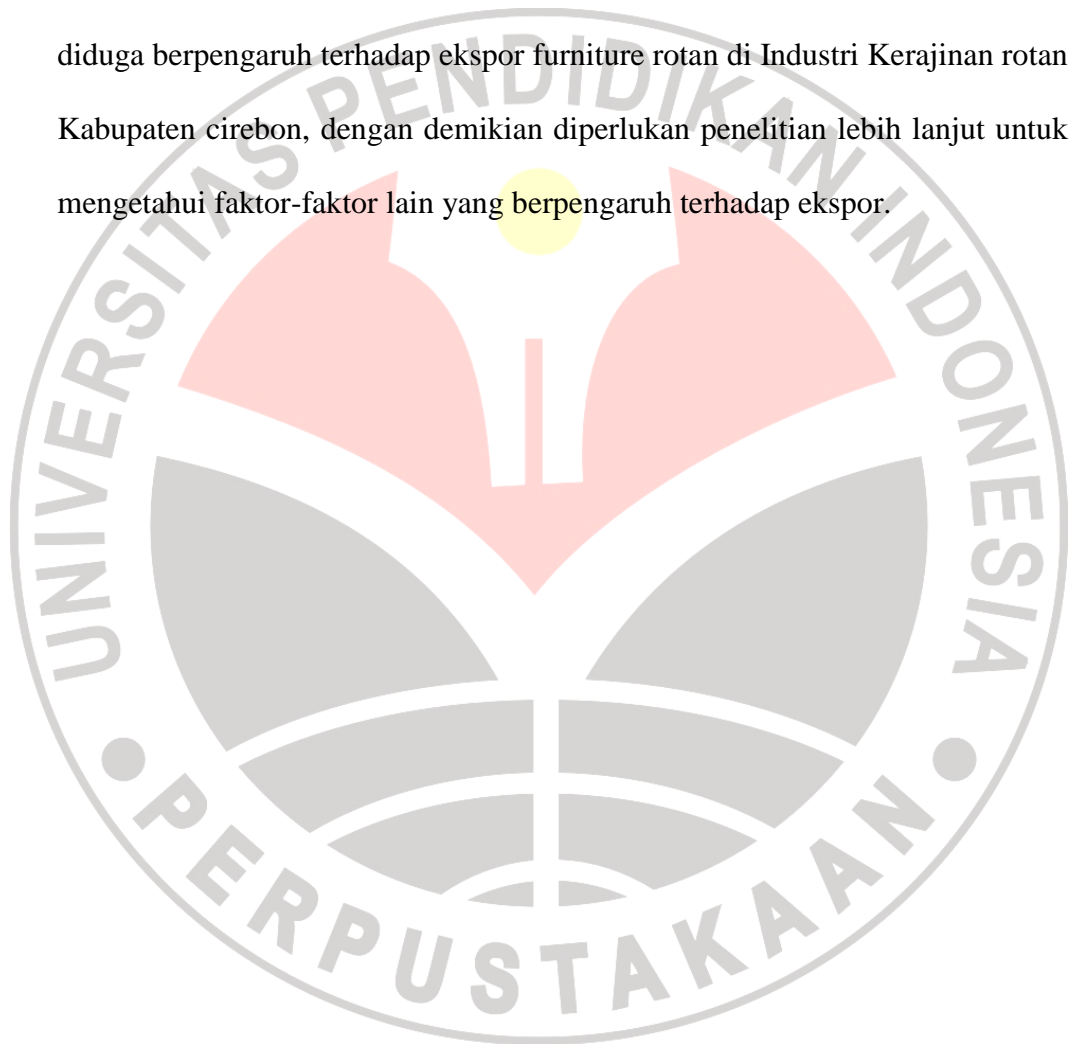 diduga berpengaruh terhadap ekspor furniture rotan di Industri Kerajinan rotan
Kabupaten cirebon, dengan demikian diperlukan penelitian lebih lanjut untuk
mengetahui faktor-faktor lain yang berpengaruh terhadap ekspor.
UNIVERSITAS PENDIDIKAN INDONESIA
PERPUSTAKAAN